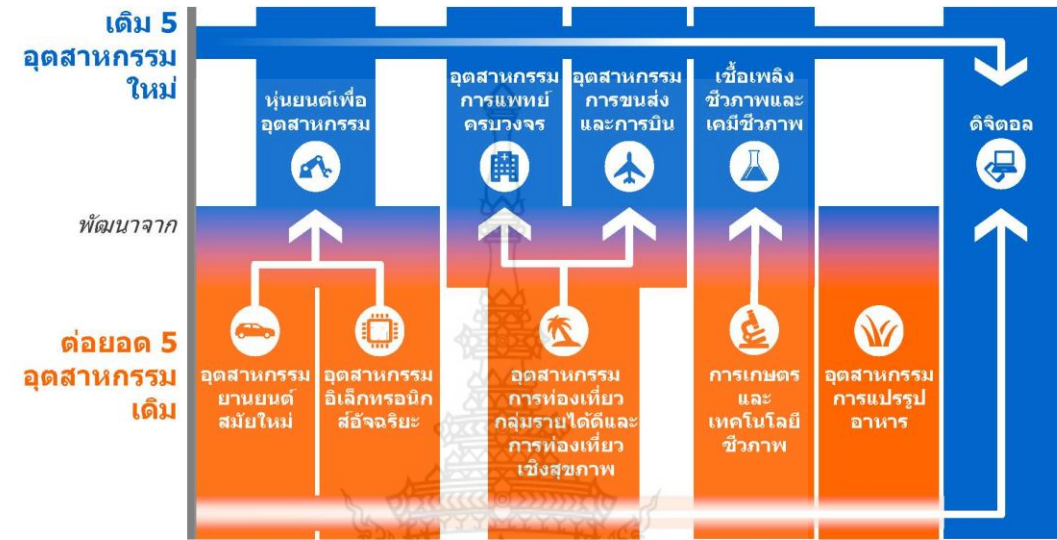 เติม 5
อุตสาหกรรม
ใหม่
หุ่นยนต์เพื่อ
อุตสาหกรรม
อุตสาหกรรม
การแพทย์
ครบวงจร
อุตสาหกรรม
การขนส่ง
และการบิน
เชื้อเพลิง
ชีวภาพและ
เคมีชีวภาพ
ดิจิตอล
พัฒนาจาก
ต่อยอด 5
อุตสาหกรรม
เดิม
อุตสาหกรรม
ยานยนต์
สมัยใหม่
อุตสาหกรรม
อิเล็กทรอนิก
ส์อัจฉริยะ
อุตสาหกรรม
การท่องเที่ยว
กลุ่มรายได้ดีและ
การท่องเที่ยว
เชิงสุขภาพ
การเกษตร
และ
เทคโนโลยี
ชีวภาพ
อุตสาหกรรม
การแปรรูป
อาหาร